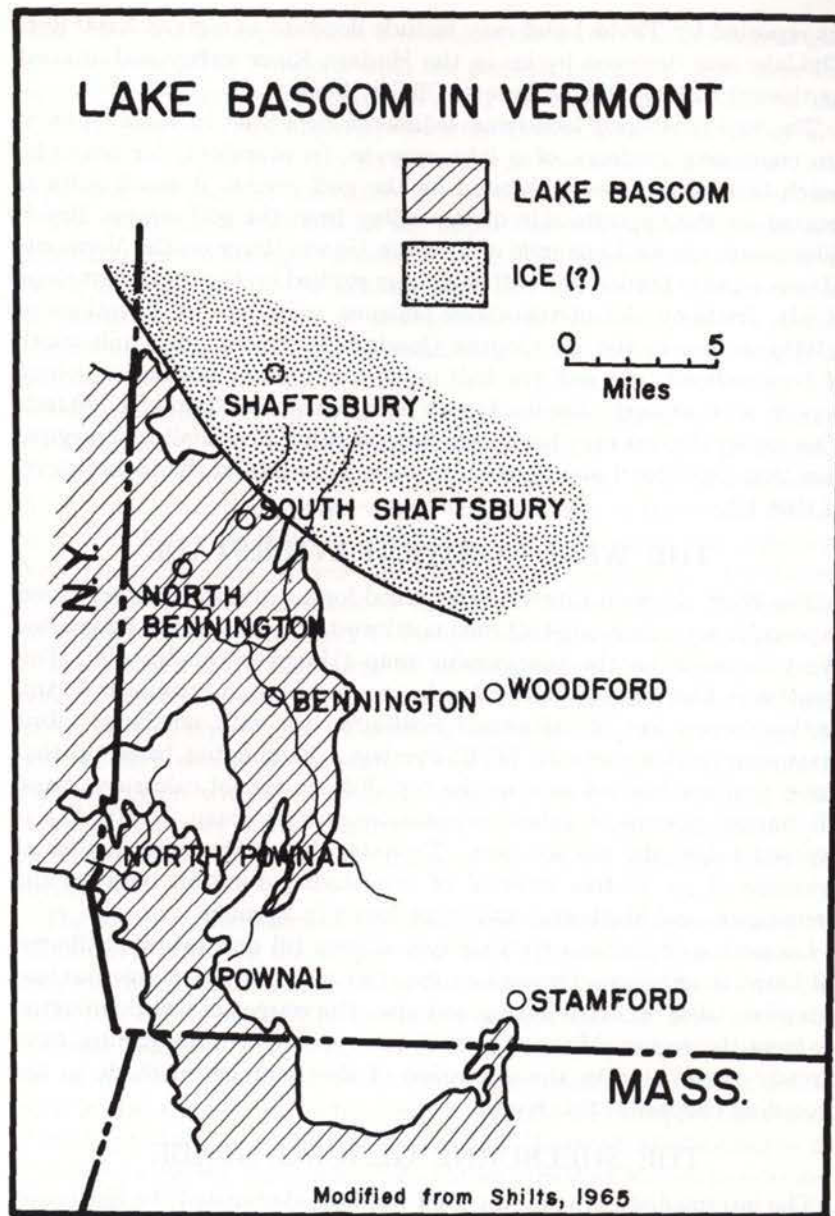 LAKE BASCOM IN VERMONT
LAKE BASCOM
ICE (?)
0 5
Miles
SHAFTSBURY
SOUTH SHAFTSBURY
N.Y.
NORTH
BENNINGTON
BENNINGTON
WOODFORD
NORTH POWNAL
POWNAL
STAMFORD
MASS.
Modified from Shilts, 1965